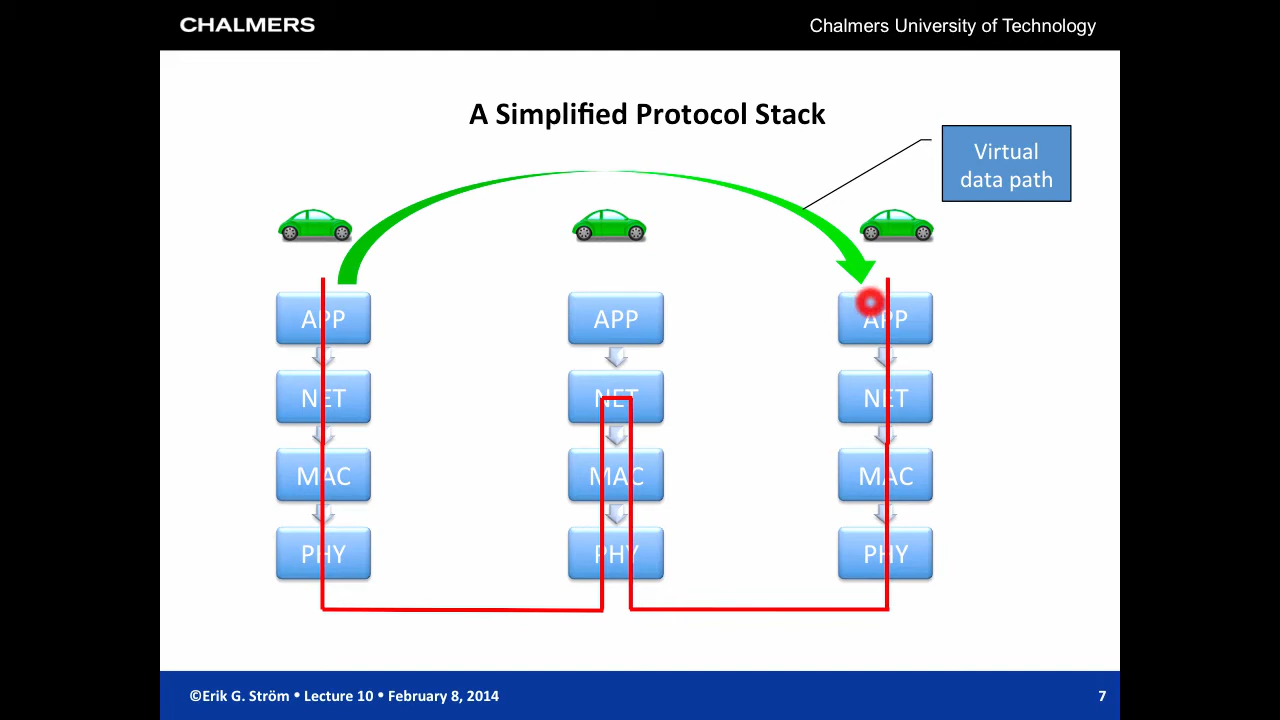 CHALMERS
Chalmers University of Technology
A Simplified Protocol Stack
Virtual
data path
APP
APP
APP
NET
NET
NET
MAC
MAC
MAC
PHY
PHY
PHY
©Erik G. Ström • Lecture 10 • February 8, 2014
7